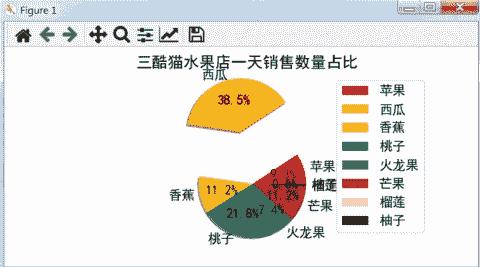 Figure 1
三酷猫水果店一天销售数量占比
西瓜
38.5%
苹果
香蕉
11.2%
21.8%
桃子
火龙果
芒果
榴莲
苹果
西瓜
香蕉
桃子
火龙果
芒果
榴莲
柚子